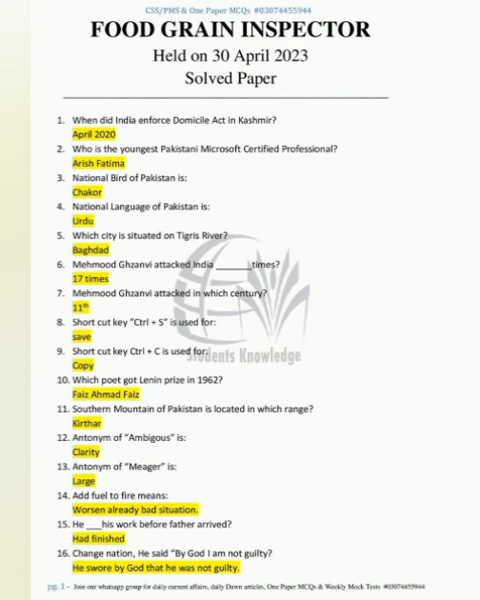 CSS/PMS & One Paper MCQs #03074455944
FOOD GRAIN INSPECTOR
Held on 30 April 2023
Solved Paper
1. When did India enforce Domicile Act in Kashmir?
April 2020
2. Who is the youngest Pakistani Microsoft Certified Professional?
Arish Fatima
3. National Bird of Pakistan is:
Chakor
4. National Language of Pakistan is:
Urdu
5. Which city is situated on Tigris River?
Baghdad
6. Mehmood Ghzanvi attacked India _______times?
17 times
7. Mehmood Ghzanvi attacked in which century?
11th
8. Short cut key "Ctrl + S" is used for:
save
9. Short cut key Ctrl + C is used for:
Students Knowledge
Copy
10. Which poet got Lenin prize in 1962?
Faiz Ahmad Faiz
11. Southern Mountain of Pakistan is located in which range?
Kirthar
12. Antonym of "Ambigous" is:
Clarity
13. Antonym of "Meager" is:
Large
14. Add fuel to fire means:
Worsen already bad situation.
15. He ___his work before father arrived?
Had finished
16. Change nation, He said "By God I am not guilty?
He swore by God that he was not guilty.
pg. 1 - Join our whatsapp group for daily current affairs, daily Dawn articles, One Paper MCQs & Weekly Mock Tests #03074455944